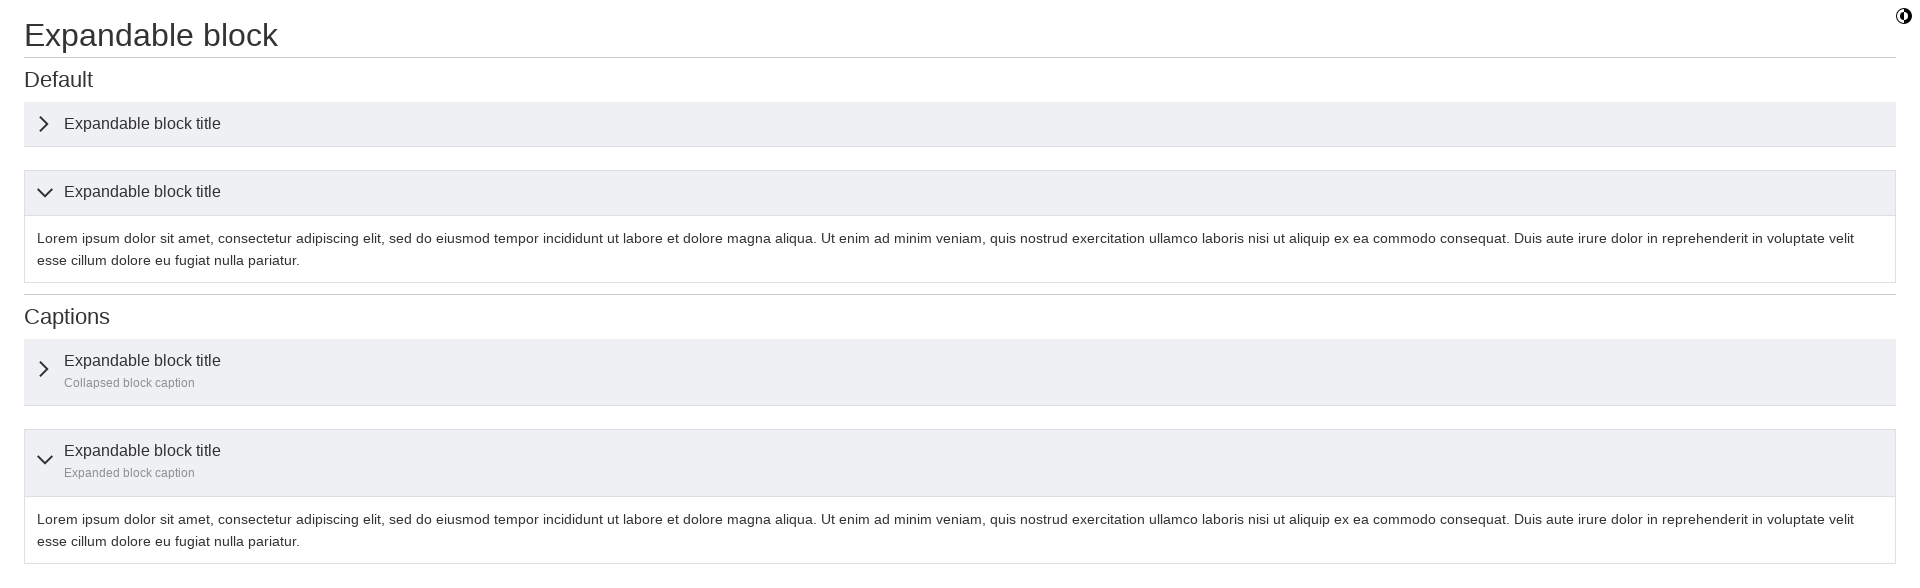 Expandable block
Default
Expandable block title
Expandable block title
Lorem ipsum dolor sit amet, consectetur adipiscing elit, sed do eiusmod tempor incididunt ut labore et dolore magna aliqua. Ut enim ad minim veniam, quis nostrud exercitation ullamco laboris nisi ut aliquip ex ea commodo consequat. Duis aute irure dolor in reprehenderit in voluptate velit
esse cillum dolore eu fugiat nulla pariatur.
Captions
Expandable block title
Collapsed block caption
Expandable block title
Expanded block caption
Lorem ipsum dolor sit amet, consectetur adipiscing elit, sed do eiusmod tempor incididunt ut labore et dolore magna aliqua. Ut enim ad minim veniam, quis nostrud exercitation ullamco laboris nisi ut aliquip ex ea commodo consequat. Duis aute irure dolor in reprehenderit in voluptate velit
esse cillum dolore eu fugiat nulla pariatur.